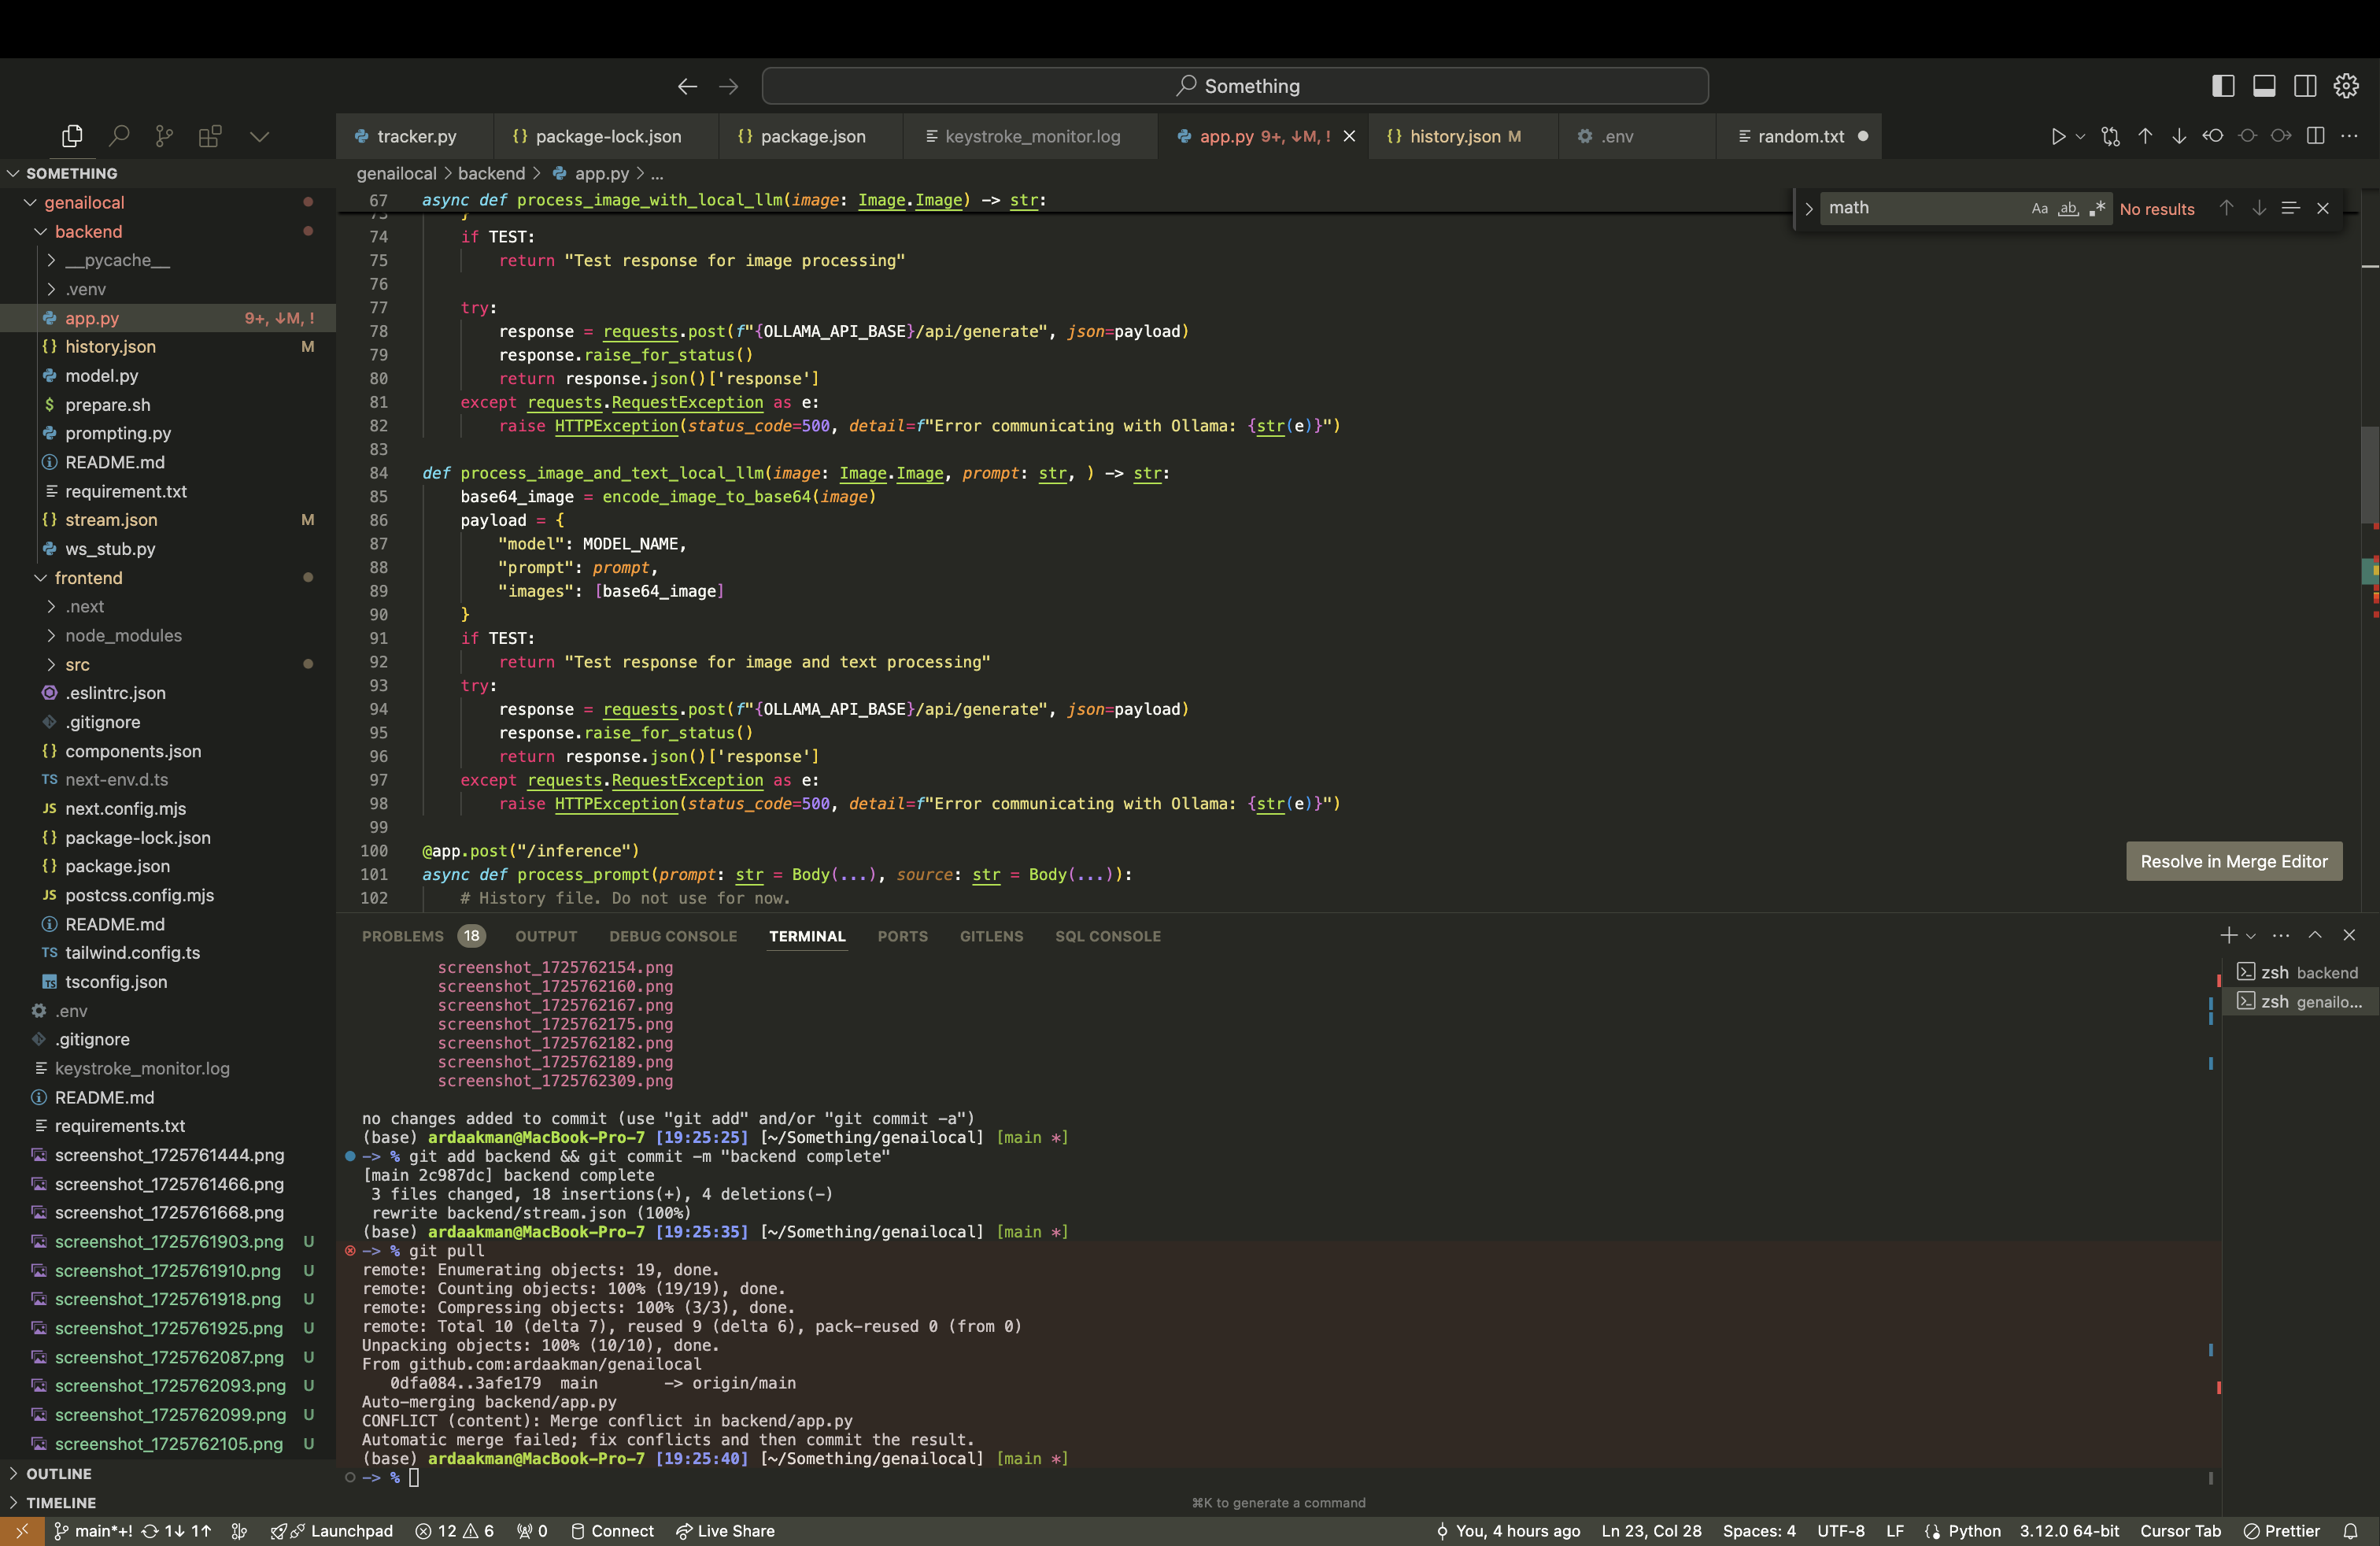 Something
tracker.py
package-lock.json
package.json
keystroke_monitor.log
app.py 9+, ↓M, !
history.json M
.env
random.txt
SOMETHING
genailocal
backend
__pycache__
.venv
app.py 9+, ↓M, !
history.json M
model.py
prepare.sh
prompting.py
README.md
requirement.txt
stream.json M
ws_stub.py
frontend
.next
node_modules
src
.eslintrc.json
.gitignore
components.json
TS next-env.d.ts
JS next.config.mjs
package-lock.json
package.json
JS postcss.config.mjs
README.md
TS tailwind.config.ts
tsconfig.json
.env
.gitignore
keystroke_monitor.log
README.md
requirements.txt
screenshot_1725761444.png
screenshot_1725761466.png
screenshot_1725761668.png
screenshot_1725761903.png U
screenshot_1725761910.png U
screenshot_1725761918.png U
screenshot_1725761925.png U
screenshot_1725762087.png U
screenshot_1725762093.png U
screenshot_1725762099.png U
screenshot_1725762105.png U
OUTLINE
TIMELINE
genailocal > backend > app.py > ...
math Aa ab .* No results
67 async def process_image_with_local_llm(image: Image.Image) -> str:
73 }
74 if TEST:
75 return "Test response for image processing"
76
77 try:
78 response = requests.post(f"{OLLAMA_API_BASE}/api/generate", json=payload)
79 response.raise_for_status()
80 return response.json()['response']
81 except requests.RequestException as e:
82 raise HTTPException(status_code=500, detail=f"Error communicating with Ollama: {str(e)}")
83
84 def process_image_and_text_local_llm(image: Image.Image, prompt: str, ) -> str:
85 base64_image = encode_image_to_base64(image)
86 payload = {
87 "model": MODEL_NAME,
88 "prompt": prompt,
89 "images": [base64_image]
90 }
91 if TEST:
92 return "Test response for image and text processing"
93 try:
94 response = requests.post(f"{OLLAMA_API_BASE}/api/generate", json=payload)
95 response.raise_for_status()
96 return response.json()['response']
97 except requests.RequestException as e:
98 raise HTTPException(status_code=500, detail=f"Error communicating with Ollama: {str(e)}")
99
100 @app.post("/inference")
101 async def process_prompt(prompt: str = Body(...), source: str = Body(...)):
102 # History file. Do not use for now.
Resolve in Merge Editor
PROBLEMS 18 OUTPUT DEBUG CONSOLE TERMINAL PORTS GITLENS SQL CONSOLE
zsh backend
zsh genailo...
screenshot_1725762154.png
screenshot_1725762160.png
screenshot_1725762167.png
screenshot_1725762175.png
screenshot_1725762182.png
screenshot_1725762189.png
screenshot_1725762309.png
no changes added to commit (use "git add" and/or "git commit -a")
(base) ardaakman@MacBook-Pro-7 [19:25:25] [~/Something/genailocal] [main *]
-> % git add backend && git commit -m "backend complete"
[main 2c987dc] backend complete
3 files changed, 18 insertions(+), 4 deletions(-)
rewrite backend/stream.json (100%)
(base) ardaakman@MacBook-Pro-7 [19:25:35] [~/Something/genailocal] [main *]
-> % git pull
remote: Enumerating objects: 19, done.
remote: Counting objects: 100% (19/19), done.
remote: Compressing objects: 100% (3/3), done.
remote: Total 10 (delta 7), reused 9 (delta 6), pack-reused 0 (from 0)
Unpacking objects: 100% (10/10), done.
From github.com:ardaakman/genailocal
0dfa084..3afe179 main -> origin/main
Auto-merging backend/app.py
CONFLICT (content): Merge conflict in backend/app.py
Automatic merge failed; fix conflicts and then commit the result.
(base) ardaakman@MacBook-Pro-7 [19:25:40] [~/Something/genailocal] [main *]
-> %
⌘K to generate a command
main*+! 1↓ 1↑ Launchpad 12 6 0 Connect Live Share You, 4 hours ago Ln 23, Col 28 Spaces: 4 UTF-8 LF Python 3.12.0 64-bit Cursor Tab Prettier